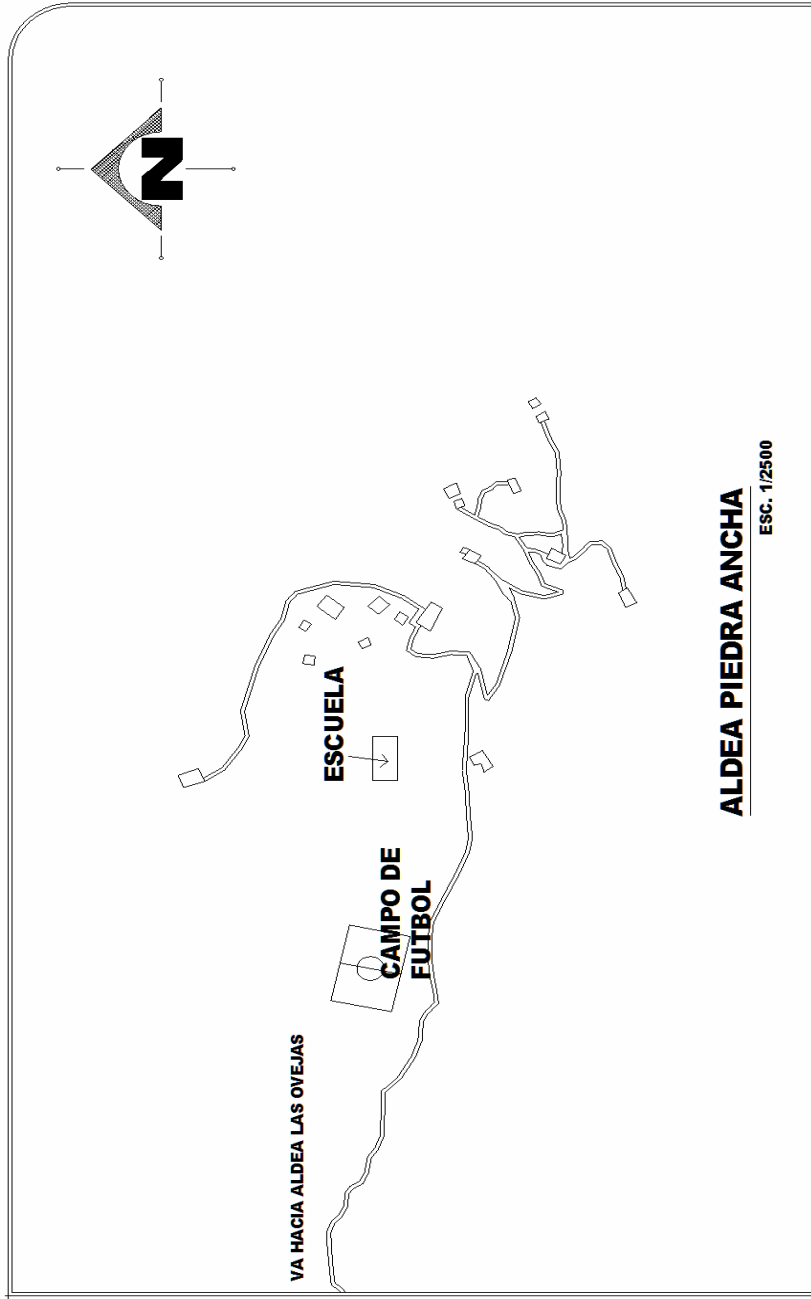 N
ESCUELA
CAMPO DE
FUTBOL
VA HACIA ALDEA LAS OVEJAS
ALDEA PIEDRA ANCHA
ESC. 1/2500